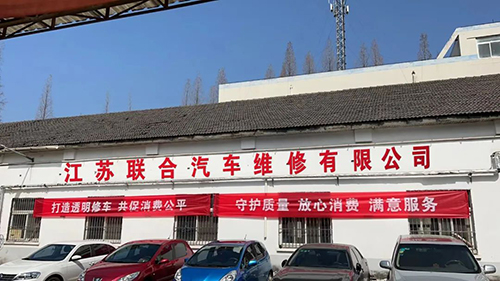 江苏联合汽车维修有限公司
打造透明修车 共促消费公平
守护质量 放心消费 满意服务